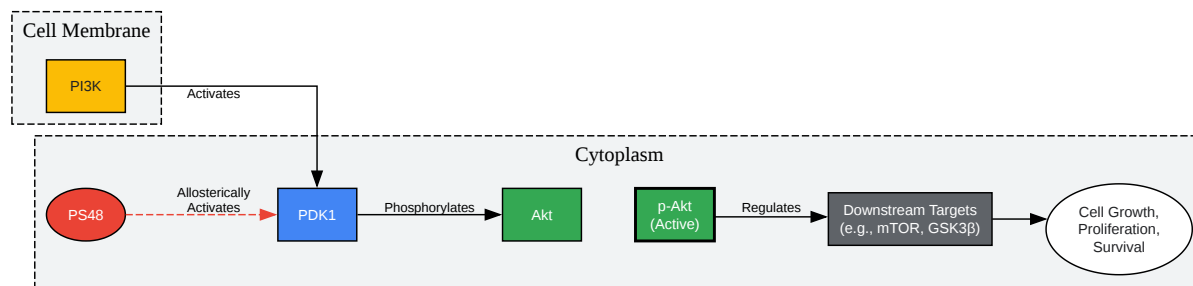 Cell Membrane
PI3K
Activates
Cytoplasm
PS48
Allosterically
Activates
PDK1
Phosphorylates
Akt
p-Akt
(Active)
Regulates
Downstream Targets
(e.g., mTOR, GSK3β)
Cell Growth,
Proliferation,
Survival